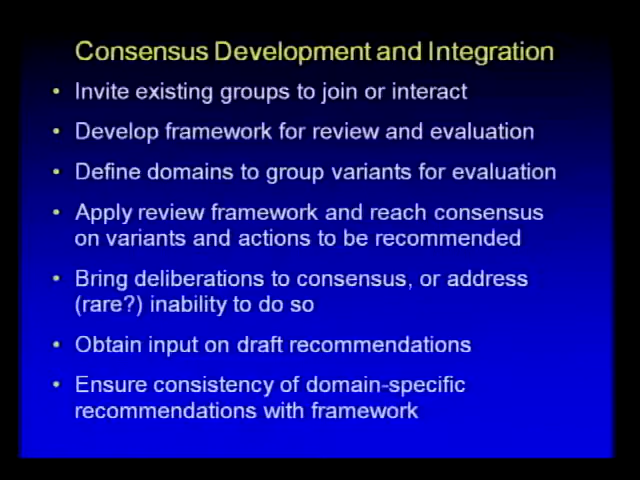 Consensus Development and Integration
• Invite existing groups to join or interact
• Develop framework for review and evaluation
• Define domains to group variants for evaluation
• Apply review framework and reach consensus
on variants and actions to be recommended
• Bring deliberations to consensus, or address
(rare?) inability to do so
• Obtain input on draft recommendations
• Ensure consistency of domain-specific
recommendations with framework